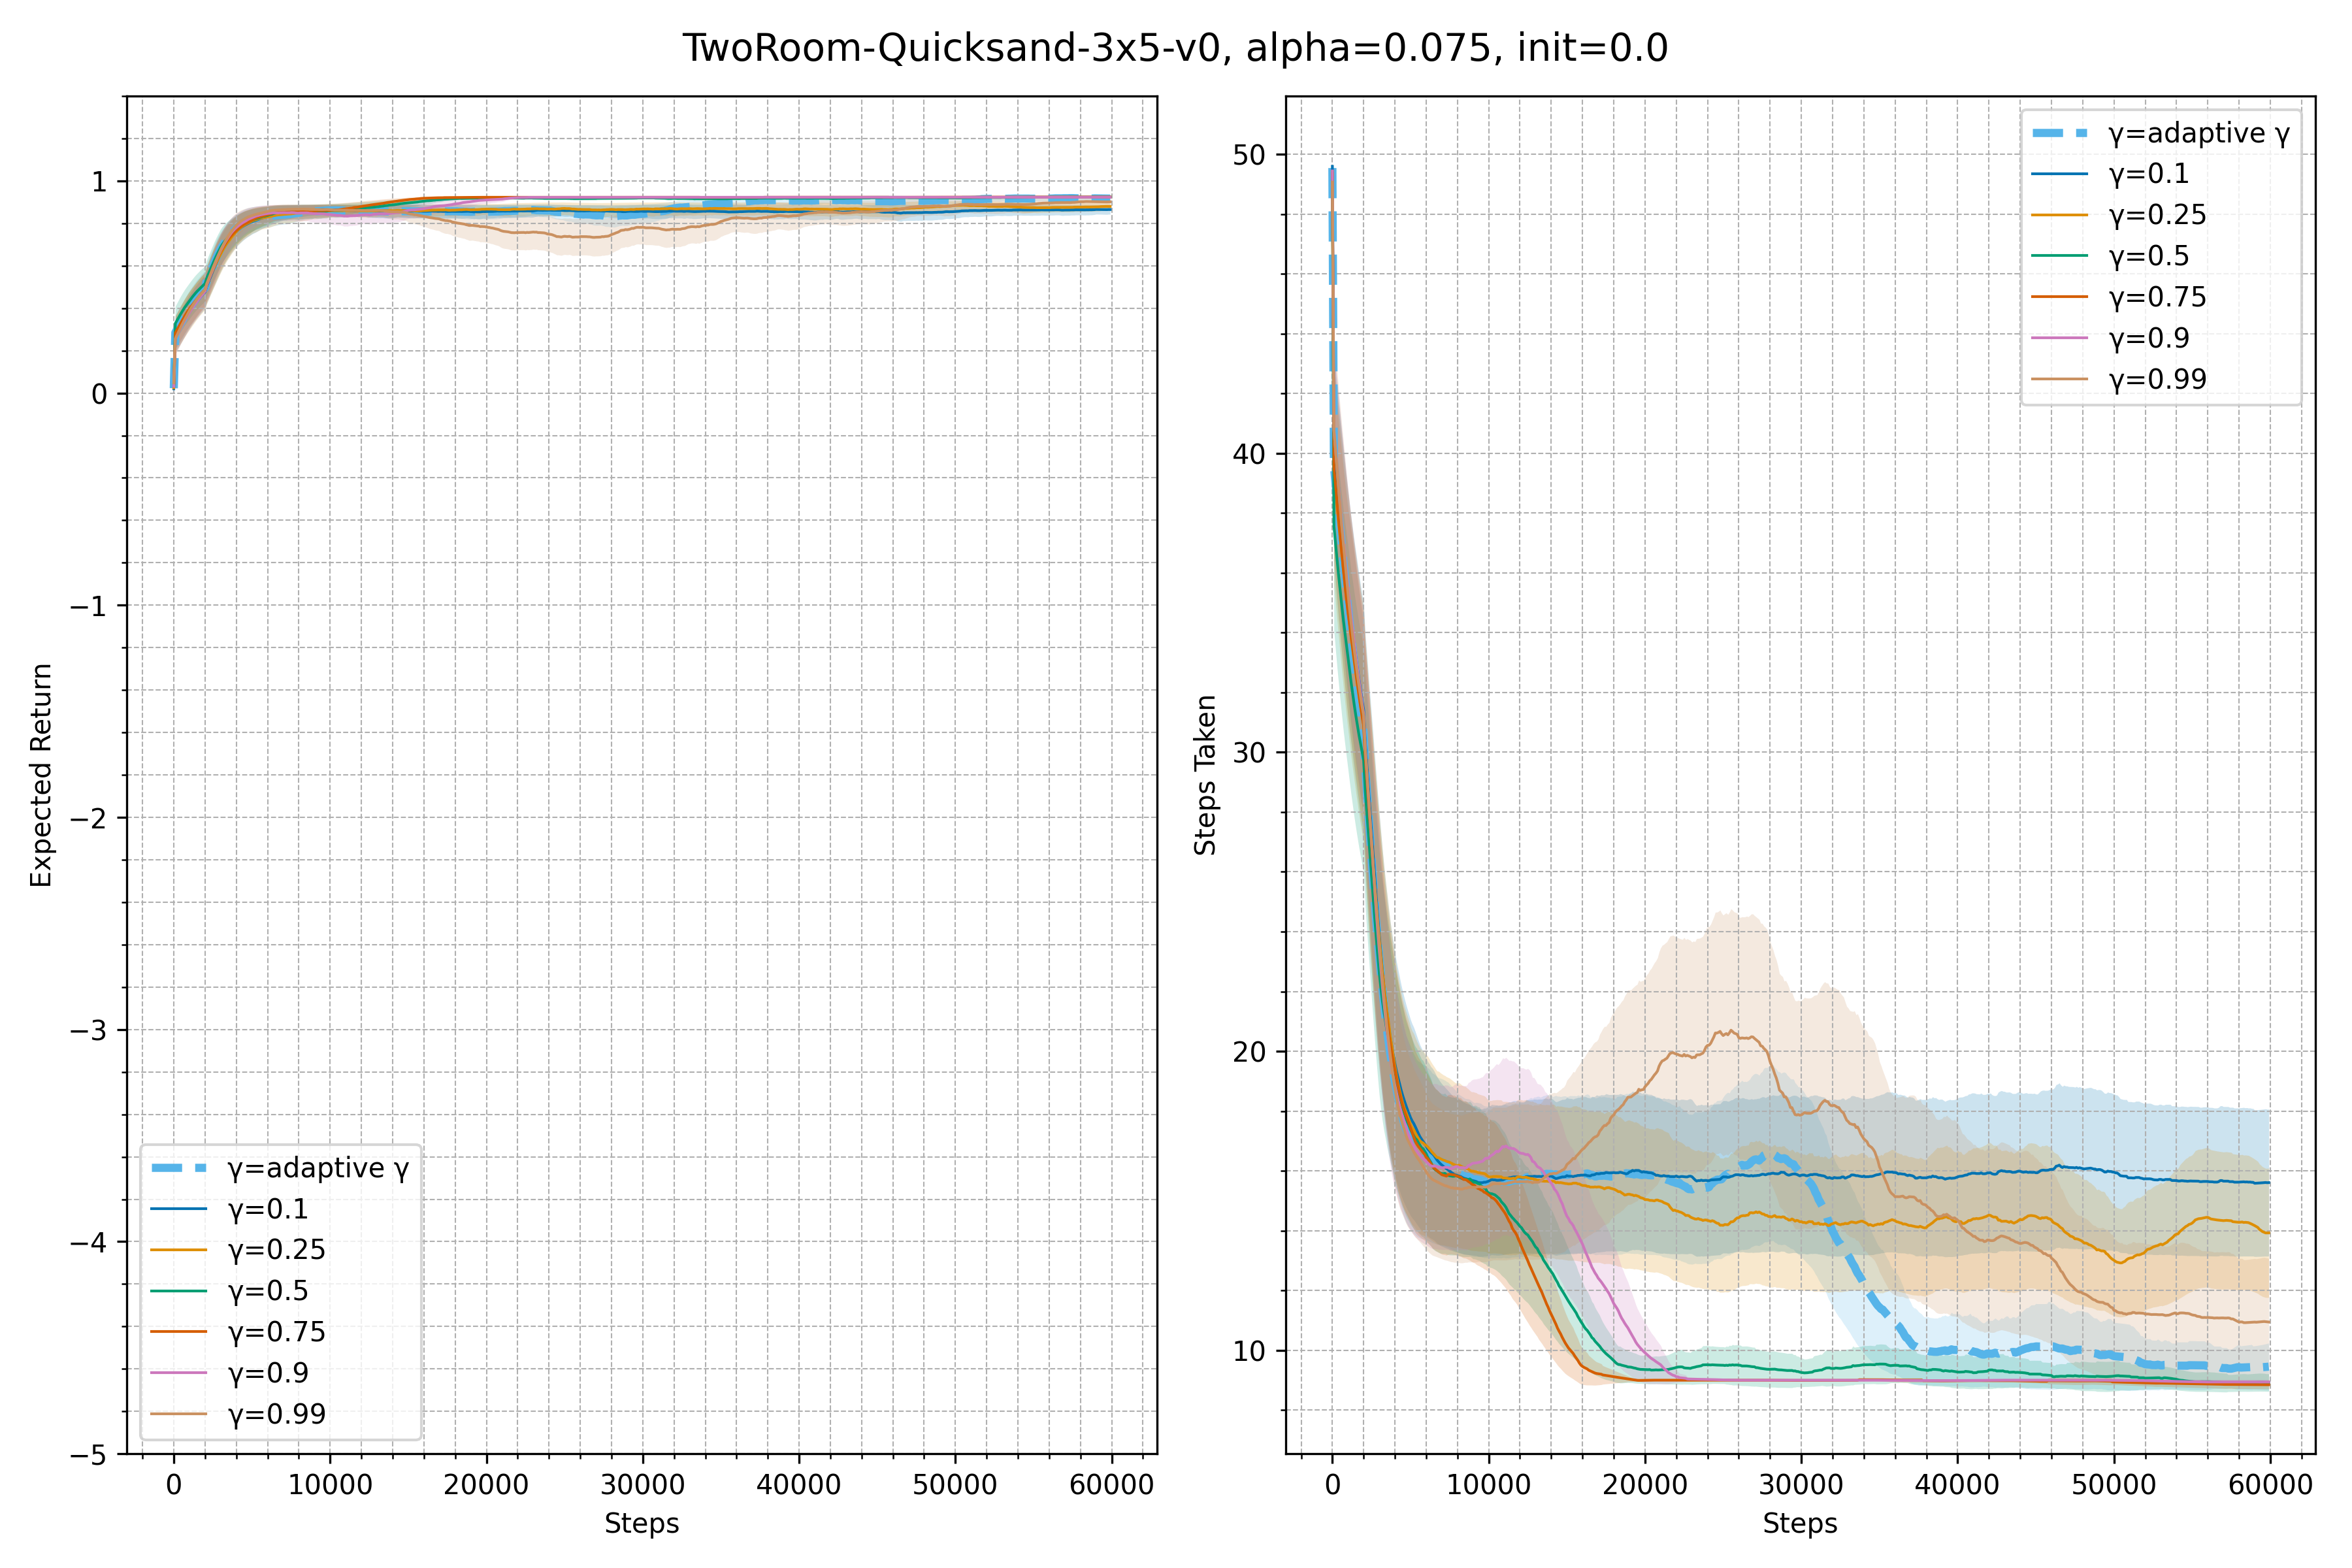 TwoRoom-Quicksand-3x5-v0, alpha=0.075, init=0.0
Expected Return
1
0
−1
−2
−3
−4
−5
γ=adaptive γ
γ=0.1
γ=0.25
γ=0.5
γ=0.75
γ=0.9
γ=0.99
0 10000 20000 30000 40000 50000 60000
Steps
Steps Taken
50
40
30
20
10
γ=adaptive γ
γ=0.1
γ=0.25
γ=0.5
γ=0.75
γ=0.9
γ=0.99
0 10000 20000 30000 40000 50000 60000
Steps